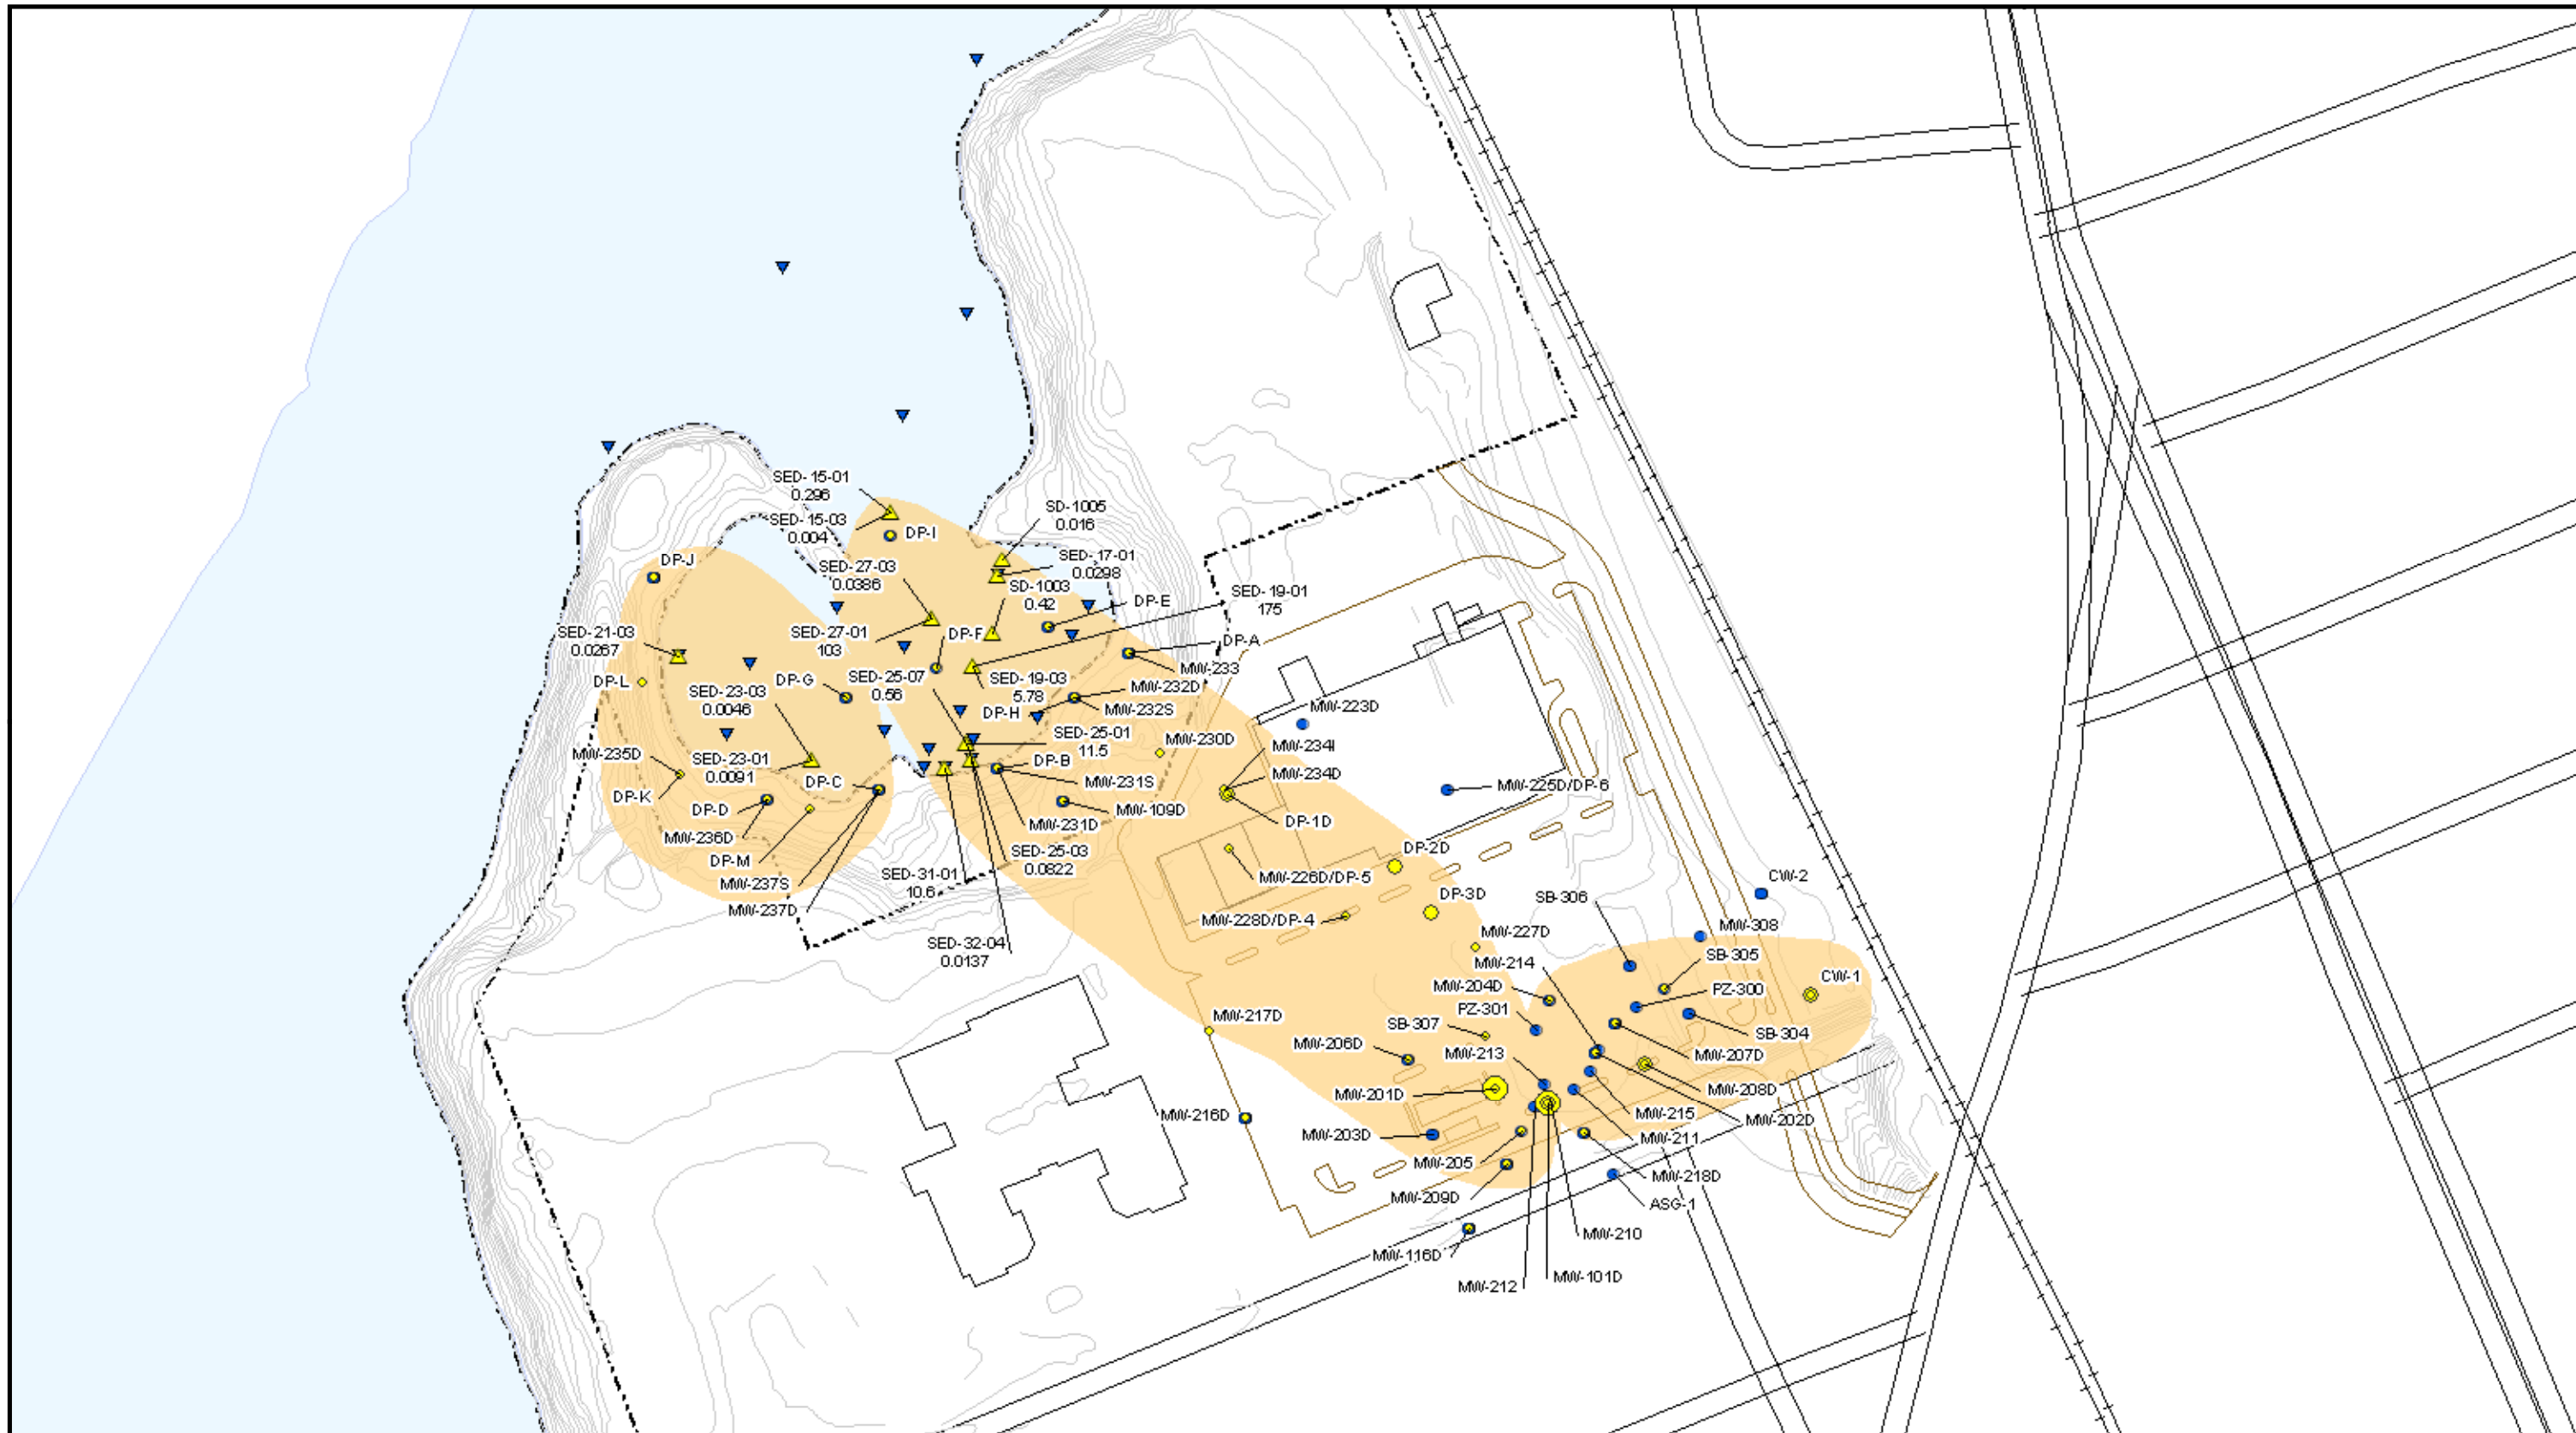 SED-15-01
0.296
SED-15-03
0.004
DP-I
SD-1005
0.016
SED-17-01
0.0298
DP-J
SED-27-03
0.0386
SD-1003
0.42
SED-19-01
175
DP-E
SED-21-03
0.0267
SED-27-01
103
DP-F
DP-A
MW-233
DP-L
DP-G
SED-25-07
0.56
SED-19-03
5.78
MW-232D
SED-23-03
0.0046
DP-H
MW-232S
MW-223D
SED-25-01
11.5
MW-230D
MW-234I
MW-235D
SED-23-01
0.0091
DP-C
DP-B
MW-234D
MW-231S
MW-225D/DP-6
DP-K
DP-D
MW-109D
MW-236D
MW-231D
DP-1D
DP-M
SED-25-03
0.0822
DP-2D
MW-237S
SED-31-01
10.6
MW-226D/DP-5
CW-2
MW-237D
DP-3D
SB-306
MW-228D/DP-4
MW-308
SED-32-04
0.0137
MW-227D
MW-214
SB-305
CW-1
MW-204D
PZ-300
PZ-301
MW-217D
SB-307
SB-304
MW-206D
MW-213
MW-207D
MW-201D
MW-208D
MW-216D
MW-215
MW-202D
MW-203D
MW-211
MW-205
MW-218D
MW-209D
ASG-1
MW-210
MW-116D
MW-212
MW-101D